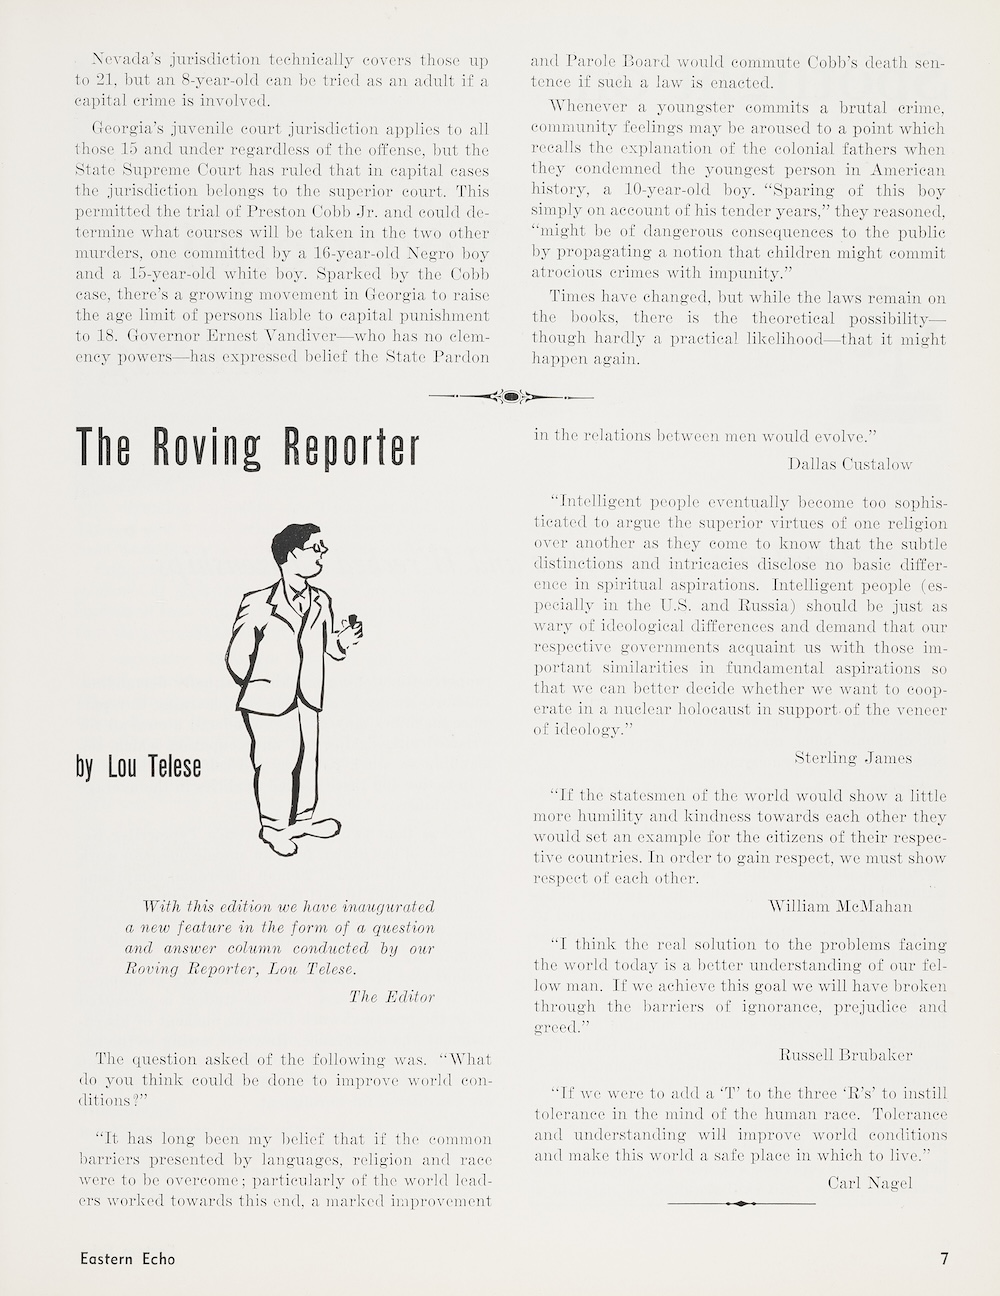 Nevada's jurisdiction technically covers those up
to 21, but an 8-year-old can be tried as an adult if a
capital crime is involved.
Georgia's juvenile court jurisdiction applies to all
those 15 and under regardless of the offense, but the
State Supreme Court has ruled that in capital cases
the jurisdiction belongs to the superior court. This
permitted the trial of Preston Cobb Jr. and could de-
termine what courses will be taken in the two other
murders, one committed by a 16-year-old Negro boy
and a 15-year-old white boy. Sparked by the Cobb
case, there's a growing movement in Georgia to raise
the age limit of persons liable to capital punishment
to 18. Governor Ernest Vandiver—who has no clem-
ency powers—has expressed belief the State Pardon
and Parole Board would commute Cobb's death sen-
tence if such a law is enacted.
Whenever a youngster commits a brutal crime,
community feelings may be aroused to a point which
recalls the explanation of the colonial fathers when
they condemned the youngest person in American
history, a 10-year-old boy. "Sparing of this boy
simply on account of his tender years," they reasoned,
"might be of dangerous consequences to the public
by propagating a notion that children might commit
atrocious crimes with impunity."
Times have changed, but while the laws remain on
the books, there is the theoretical possibility—
though hardly a practical likelihood—that it might
happen again.
The Roving Reporter
by Lou Telese
With this edition we have inaugurated
a new feature in the form of a question
and answer column conducted by our
Roving Reporter, Lou Telese.
The Editor
The question asked of the following was. "What
do you think could be done to improve world con-
ditions?"
"It has long been my belief that if the common
barriers presented by languages, religion and race
were to be overcome; particularly of the world lead-
ers worked towards this end, a marked improvement
in the relations between men would evolve."
Dallas Custalow
"Intelligent people eventually become too sophis-
ticated to argue the superior virtues of one religion
over another as they come to know that the subtle
distinctions and intricacies disclose no basic differ-
ence in spiritual aspirations. Intelligent people (es-
pecially in the U.S. and Russia) should be just as
wary of ideological differences and demand that our
respective governments acquaint us with those im-
portant similarities in fundamental aspirations so
that we can better decide whether we want to coop-
erate in a nuclear holocaust in support of the veneer
of ideology."
Sterling James
"If the statesmen of the world would show a little
more humility and kindness towards each other they
would set an example for the citizens of their respec-
tive countries. In order to gain respect, we must show
respect of each other.
William McMahan
"I think the real solution to the problems facing
the world today is a better understanding of our fel-
low man. If we achieve this goal we will have broken
through the barriers of ignorance, prejudice and
greed."
Russell Brubaker
"If we were to add a 'T' to the three 'R's' to instill
tolerance in the mind of the human race. Tolerance
and understanding will improve world conditions
and make this world a safe place in which to live."
Carl Nagel
Eastern Echo
7